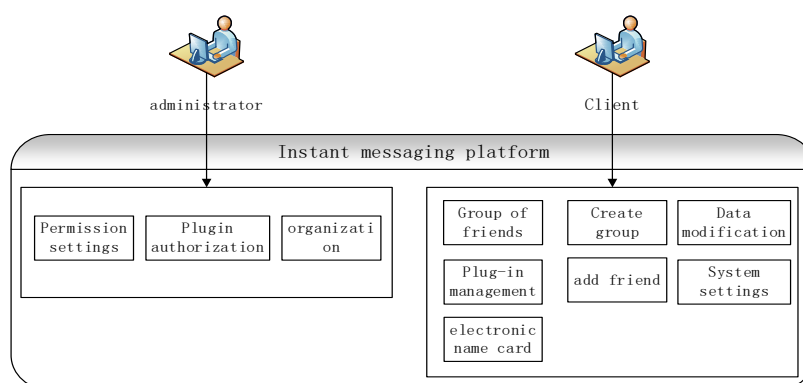 administrator
Client
Instant messaging platform
Permission
settings
Plugin
authorization
organizati
on
Group of
friends
Create
group
Data
modification
Plug-in
management
add friend
System
settings
electronic
name card